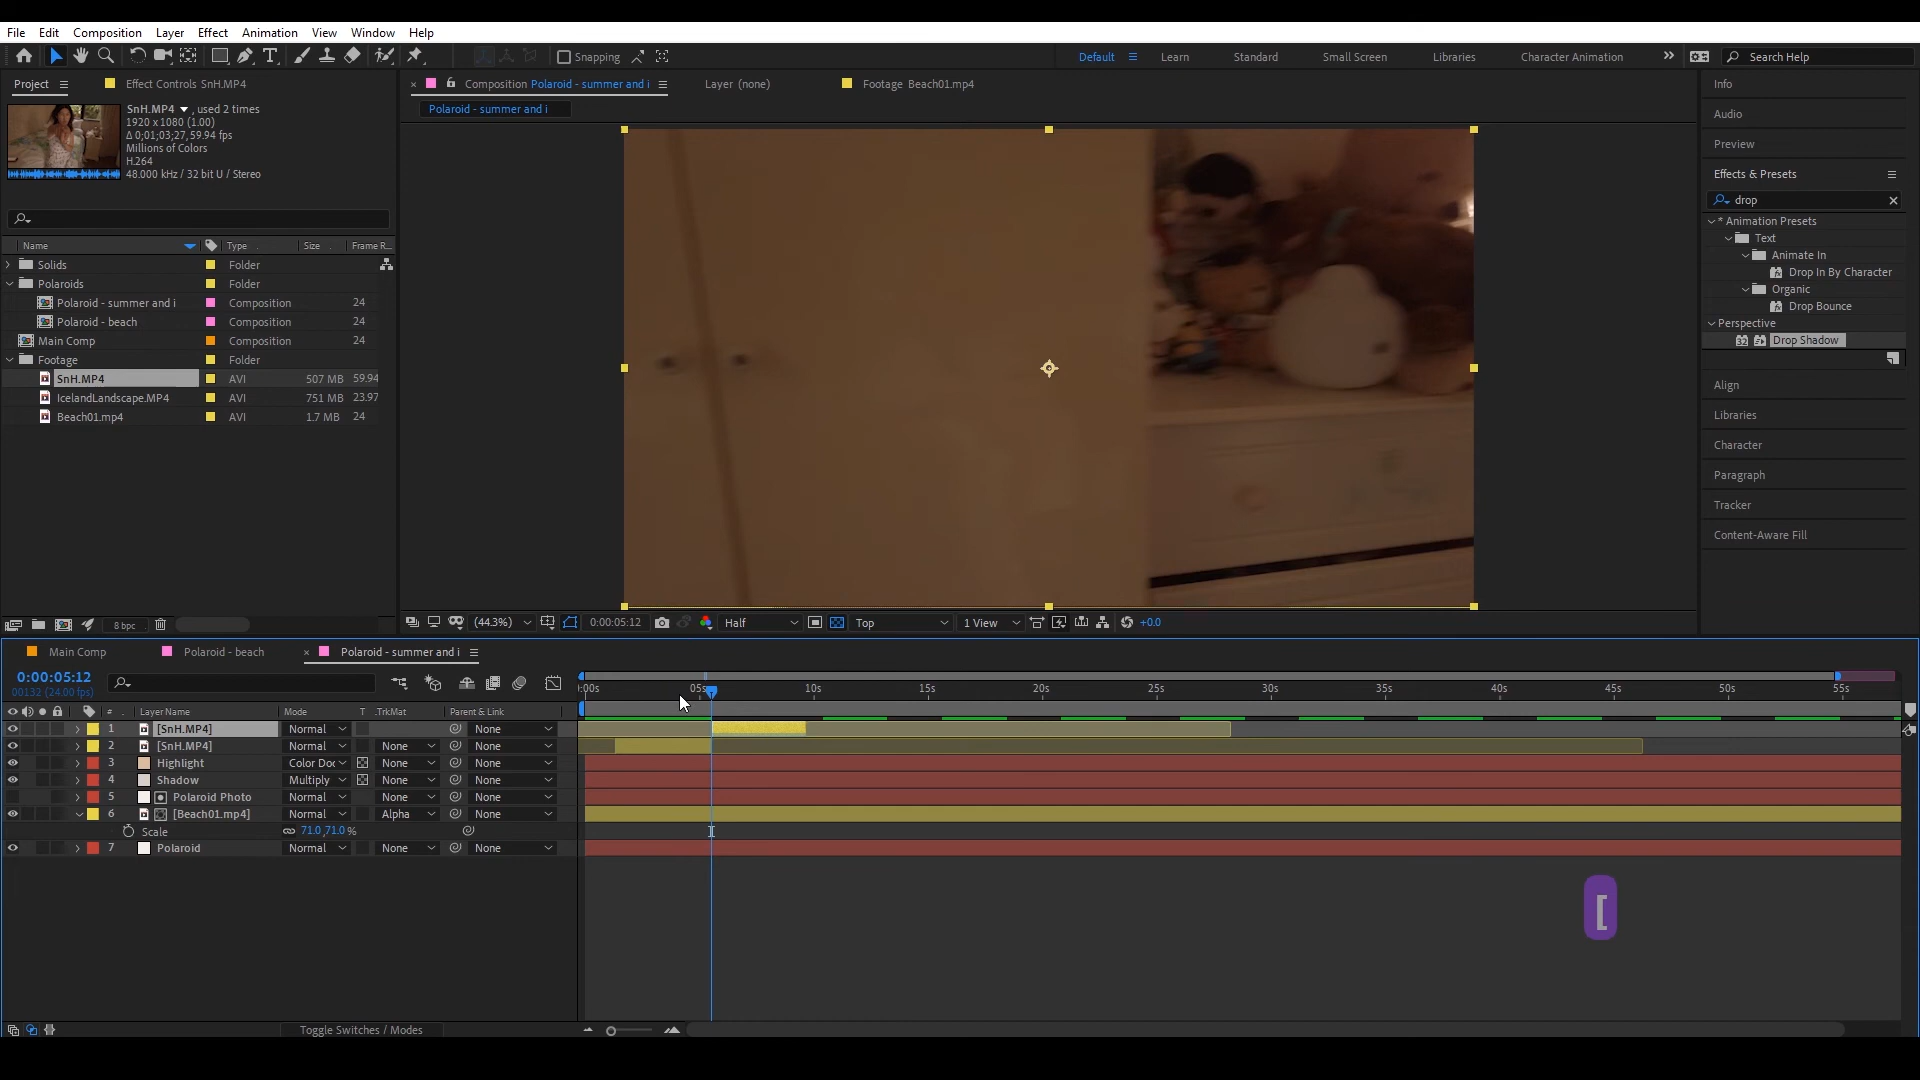 File Edit Composition Layer Effect Animation View Window Help
Snapping
Default Learn Standard Small Screen Libraries Character Animation Search Help
Project Effect Controls SnH.MP4
SnH.MP4 , used 2 times
1920 x 1080 (1.00)
Δ 0;01;03;27, 59.94 fps
Millions of Colors
H.264
48.000 kHz / 32 bit U / Stereo
Name Type Size Frame R...
Solids Folder
Polaroids Folder
Polaroid - summer and i Composition 24
Polaroid - beach Composition 24
Main Comp Composition 24
Footage Folder
SnH.MP4 AVI 507 MB 59.94
IcelandLandscape.MP4 AVI 751 MB 23.97
Beach01.mp4 AVI 1.7 MB 24
8 bpc
Composition Polaroid - summer and i Layer (none) Footage Beach01.mp4
Polaroid - summer and i
(44.3%) 0:00:05:12 Half Top 1 View +0.0
Info
Audio
Preview
Effects & Presets
drop
* Animation Presets
Text
Animate In
Drop In By Character
Organic
Drop Bounce
Perspective
32 Drop Shadow
Align
Libraries
Character
Paragraph
Tracker
Content-Aware Fill
Main Comp Polaroid - beach Polaroid - summer and i
0:00:05:12
00132 (24.00 fps)
:00s 05s 10s 15s 20s 25s 30s 35s 40s 45s 50s 55s
# Layer Name Mode T .TrkMat Parent & Link
1 [SnH.MP4] Normal None
2 [SnH.MP4] Normal None None
3 Highlight Color Doc None None
4 Shadow Multiply None None
5 Polaroid Photo Normal None None
6 [Beach01.mp4] Normal Alpha None
Scale 71.0,71.0 %
7 Polaroid Normal None None
[
Toggle Switches / Modes